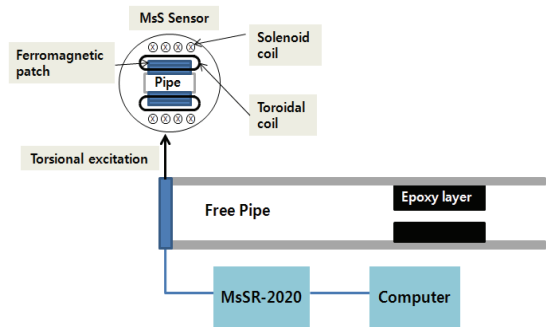 MsS Sensor
ⓧ ⓧ ⓧ ⓧ
Solenoid
coil
Ferromagnetic
patch
Pipe
Toroidal
coil
ⓧ ⓧ ⓧ ⓧ
Torsional excitation
Free Pipe
Epoxy layer
MsSR-2020
Computer